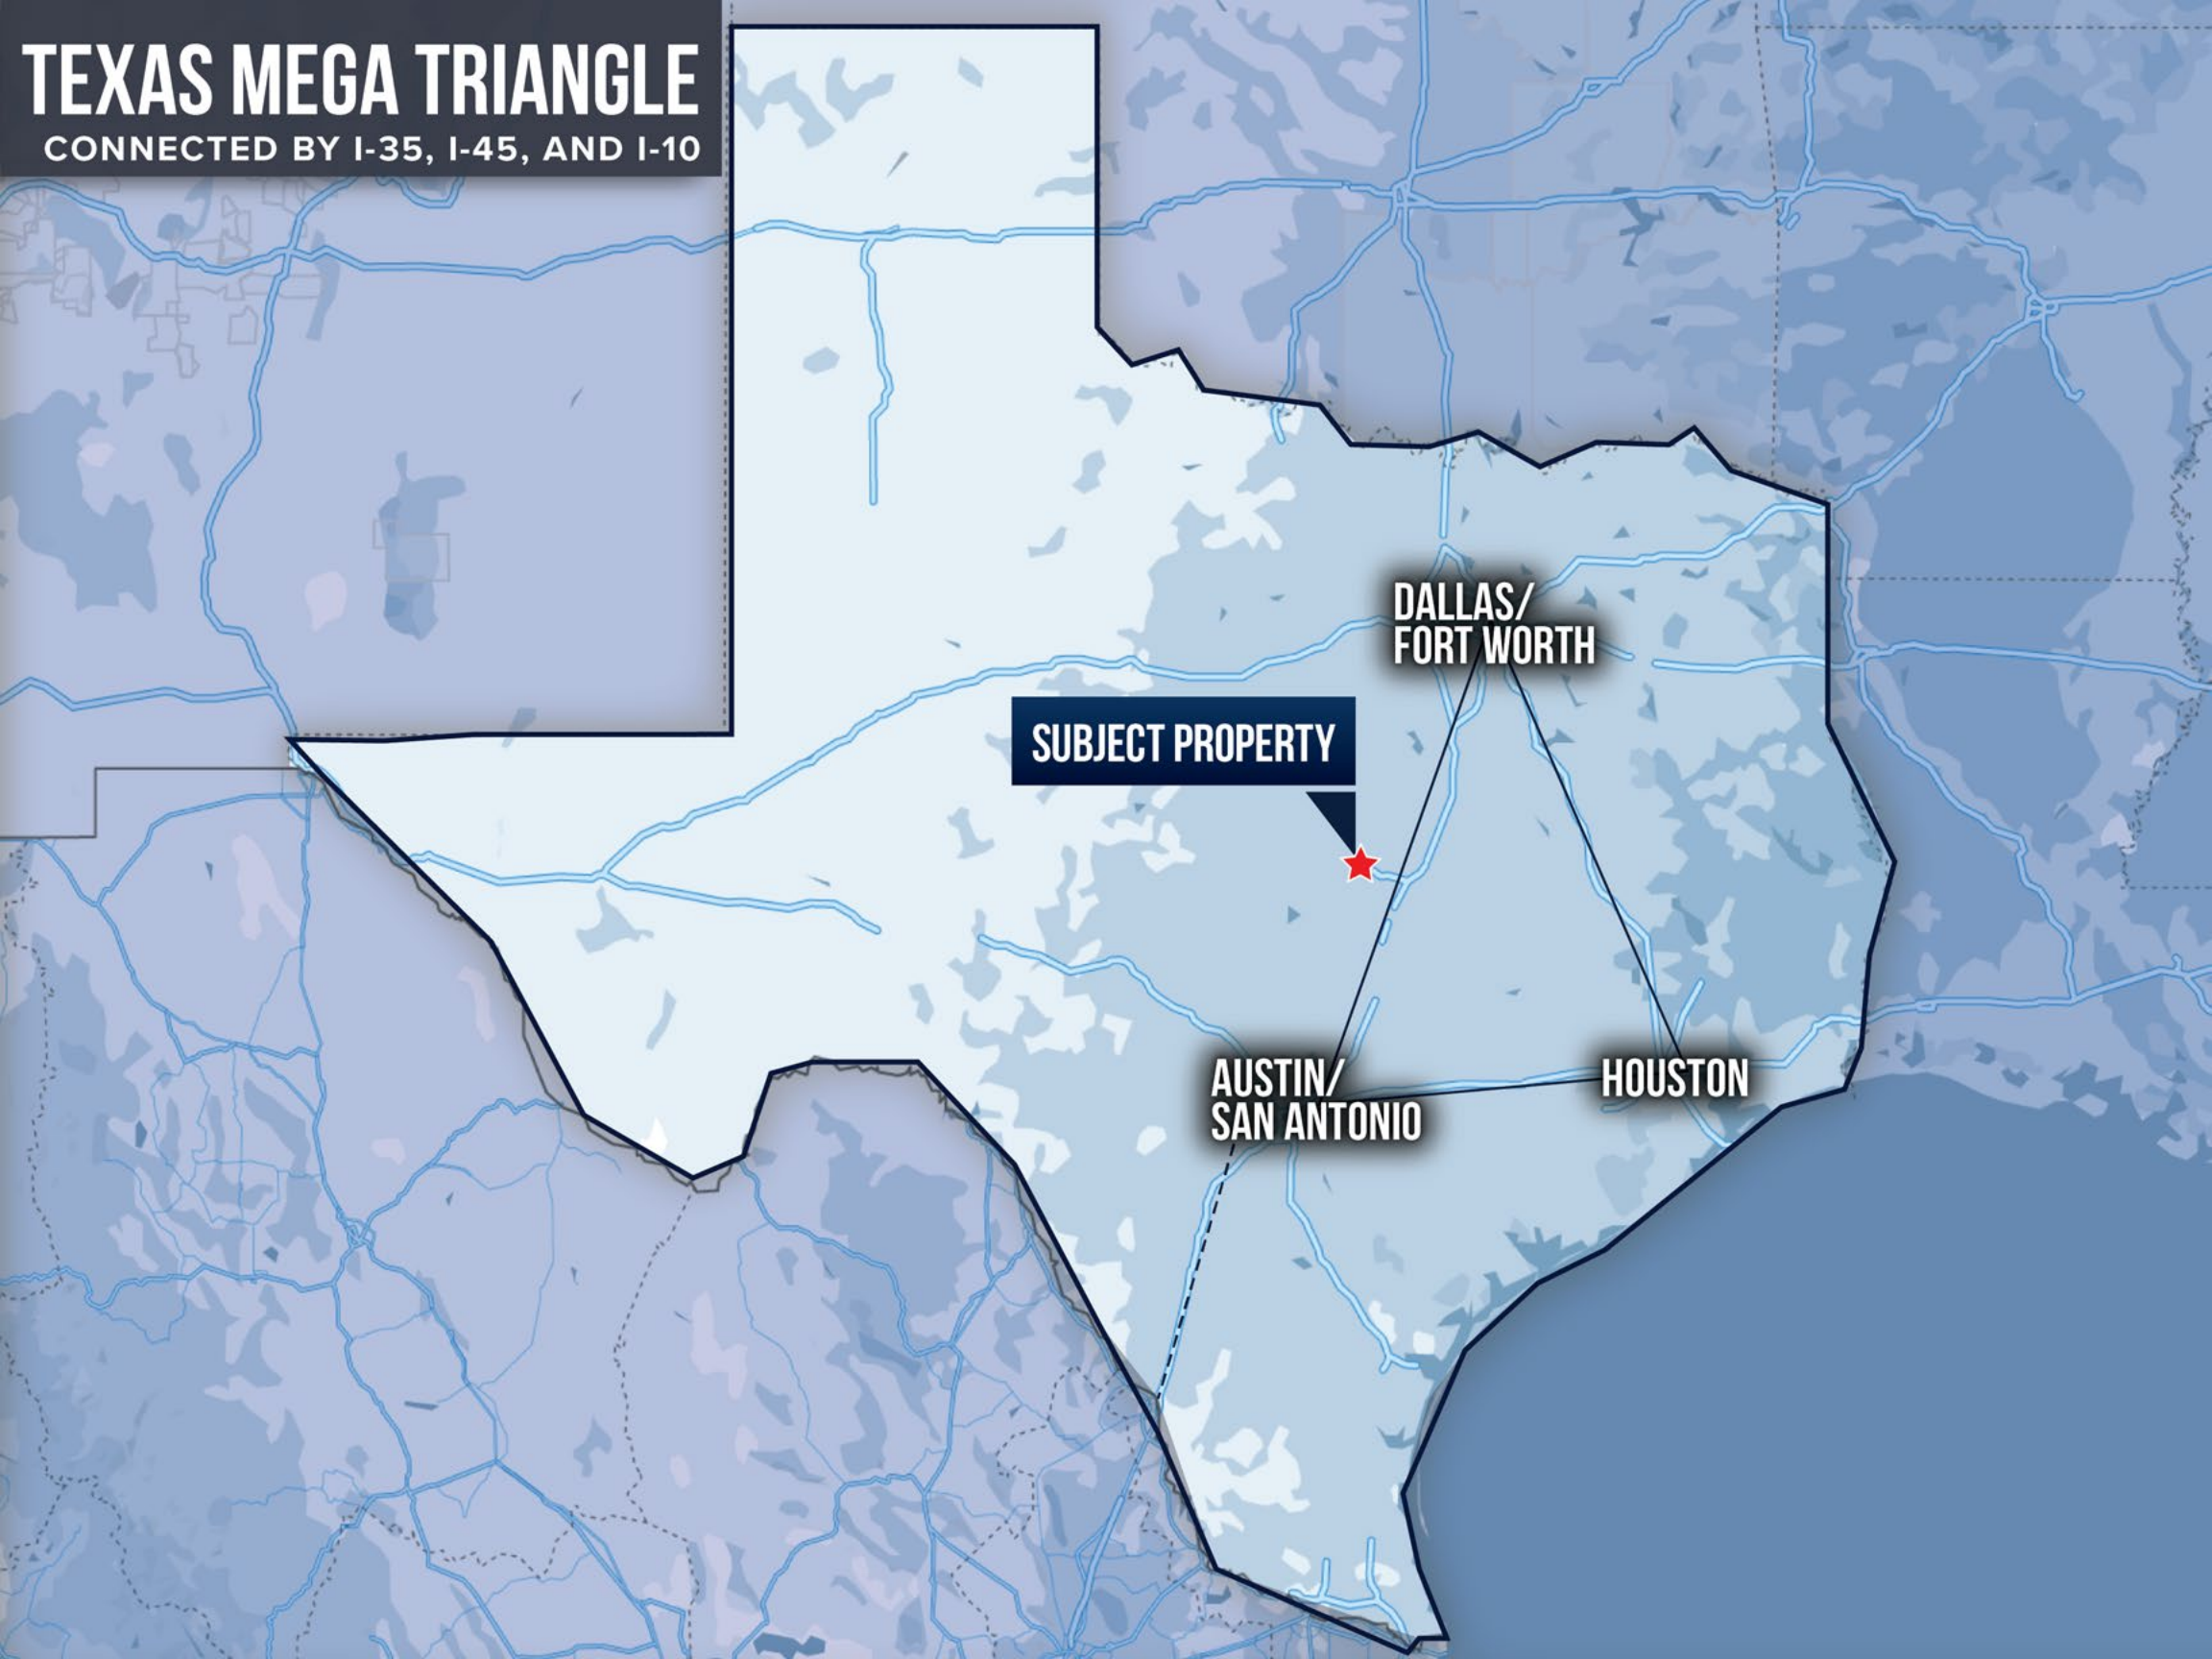 TEXAS MEGA TRIANGLE
CONNECTED BY I-35, I-45, AND I-10
DALLAS/
FORT WORTH
SUBJECT PROPERTY
AUSTIN/
SAN ANTONIO
HOUSTON